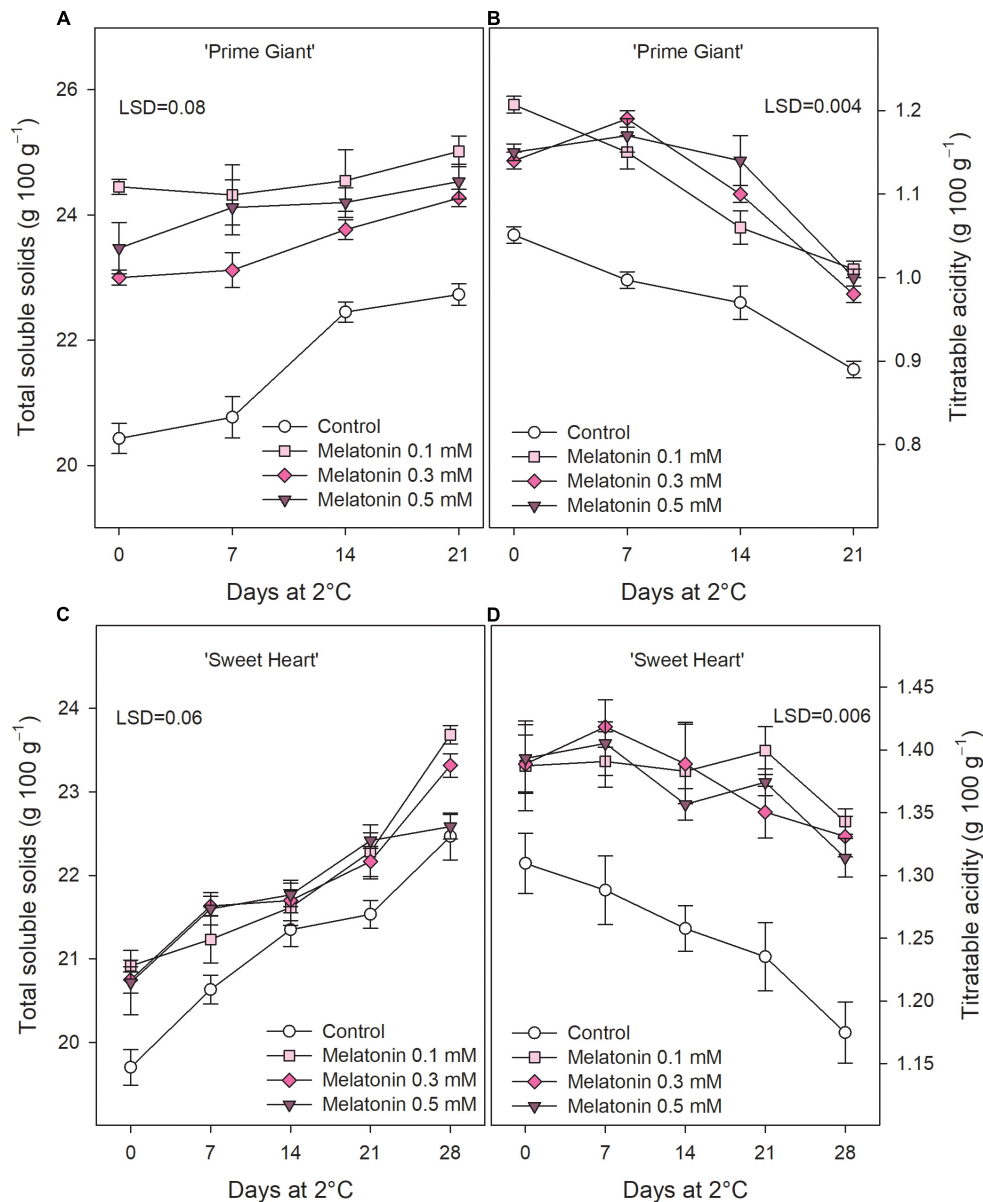 A
'Prime Giant'
LSD=0.08
26
24
22
20
Total soluble solids (g 100 g⁻¹)
Control
Melatonin 0.1 mM
Melatonin 0.3 mM
Melatonin 0.5 mM
0 7 14 21
Days at 2°C
B
'Prime Giant'
LSD=0.004
1.2
1.1
1.0
0.9
0.8
Titratable acidity (g 100 g⁻¹)
Control
Melatonin 0.1 mM
Melatonin 0.3 mM
Melatonin 0.5 mM
0 7 14 21
Days at 2°C
C
'Sweet Heart'
LSD=0.06
24
23
22
21
20
Total soluble solids (g 100 g⁻¹)
Control
Melatonin 0.1 mM
Melatonin 0.3 mM
Melatonin 0.5 mM
0 7 14 21 28
Days at 2°C
D
'Sweet Heart'
LSD=0.006
1.45
1.40
1.35
1.30
1.25
1.20
1.15
Titratable acidity (g 100 g⁻¹)
Control
Melatonin 0.1 mM
Melatonin 0.3 mM
Melatonin 0.5 mM
0 7 14 21 28
Days at 2°C